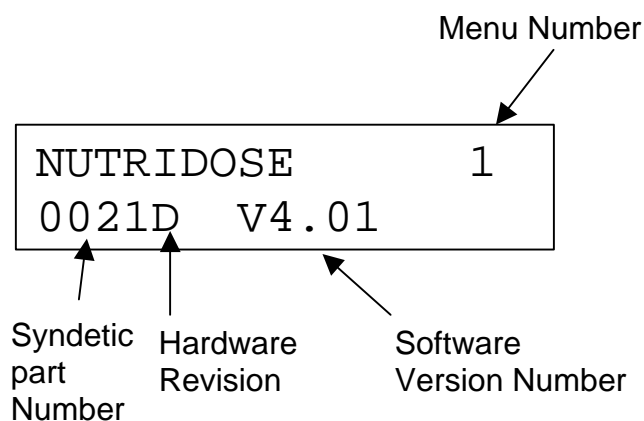 Menu Number
NUTRIDOSE 1
0021D V4.01
Syndetic
part
Number
Hardware
Revision
Software
Version Number